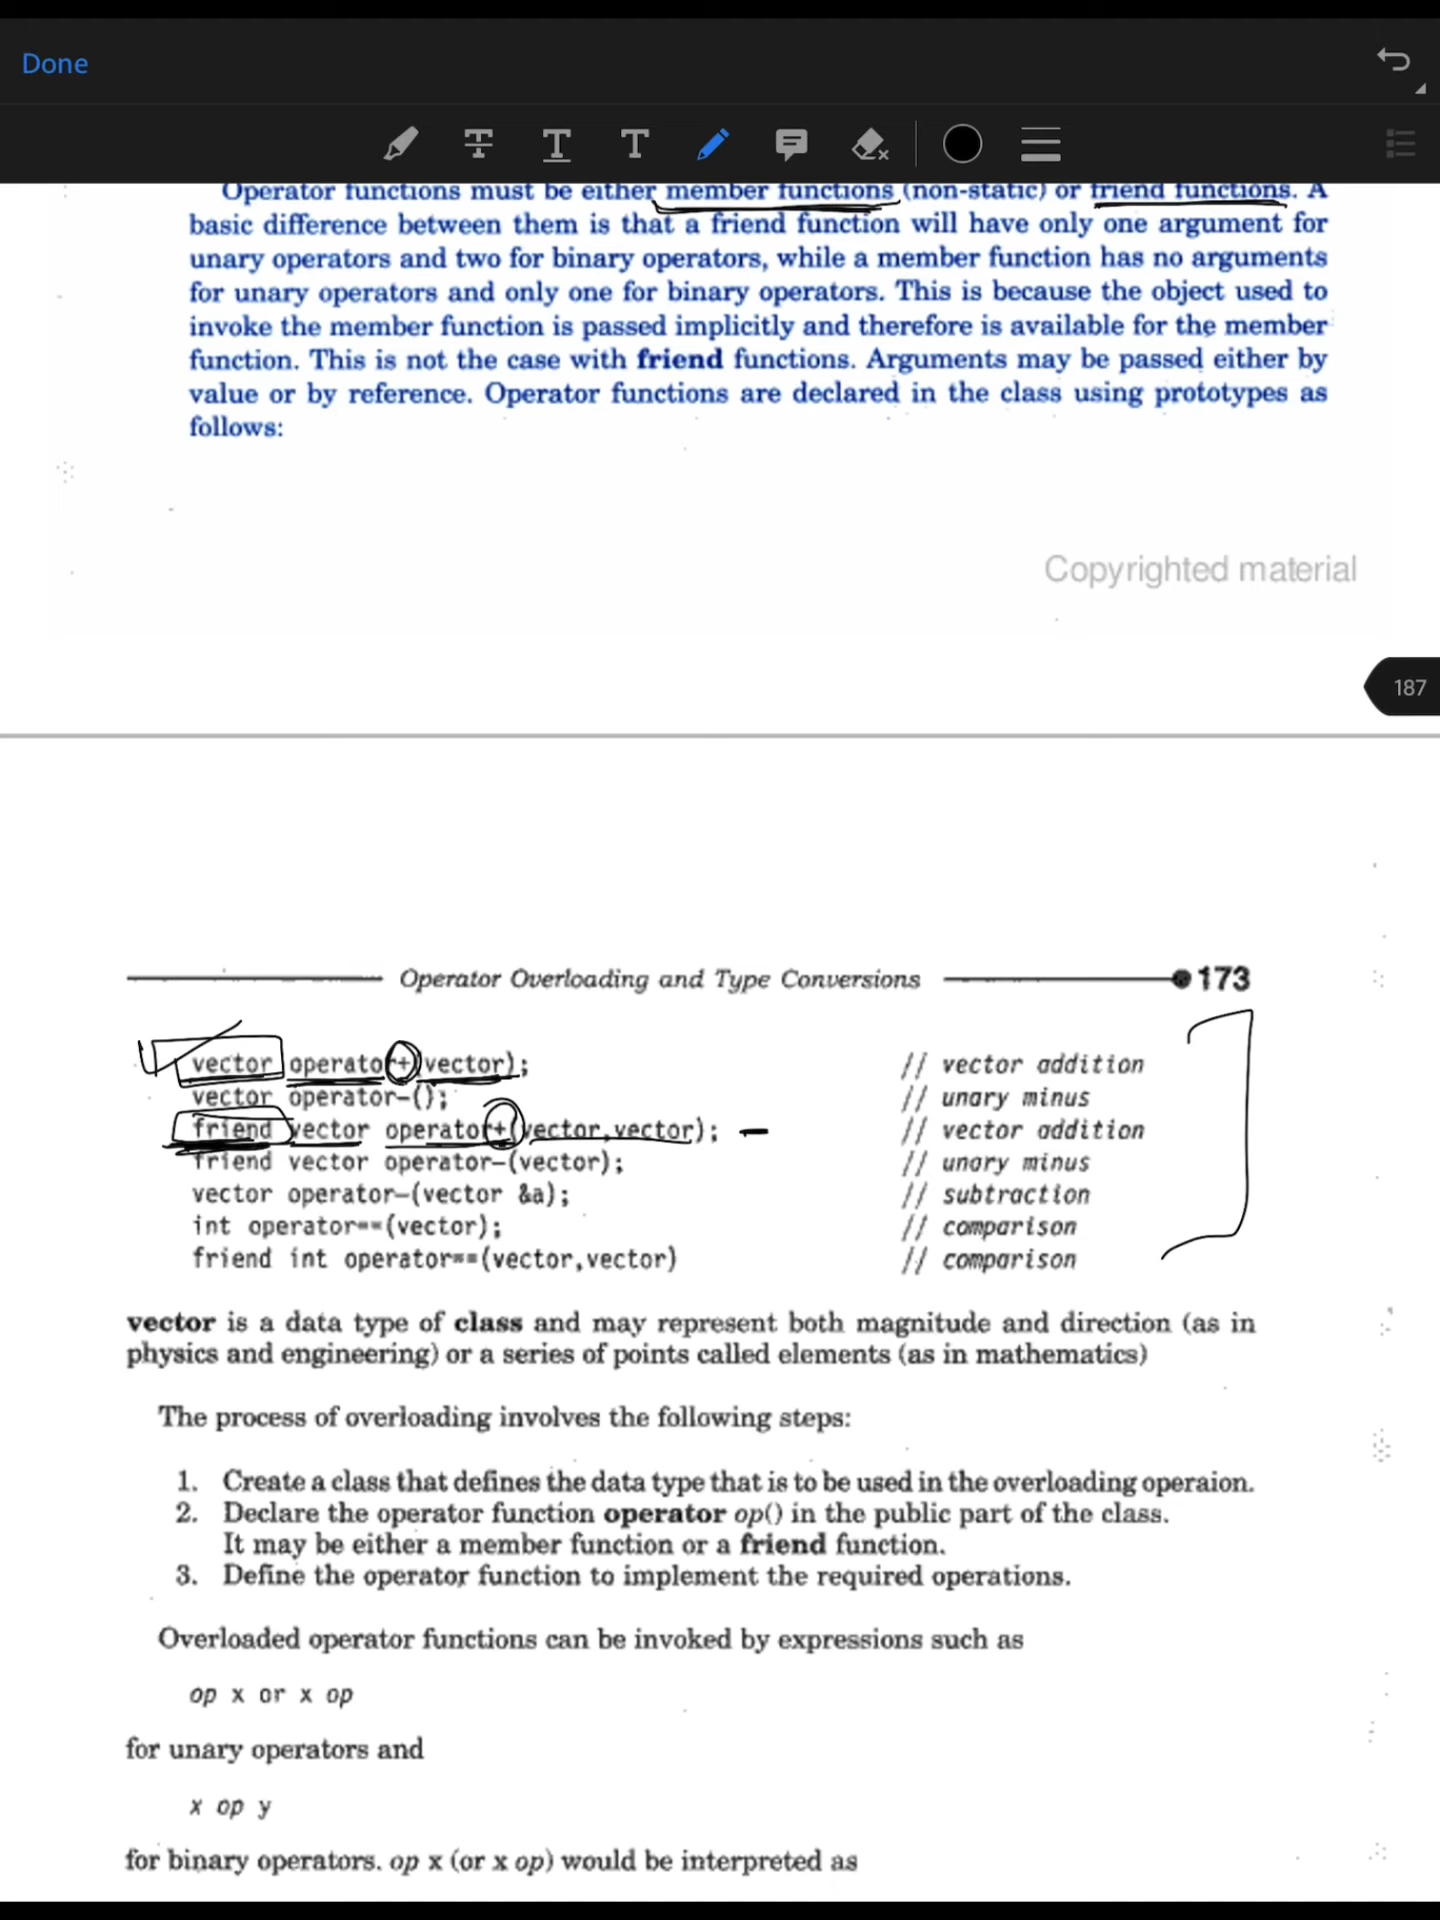 Done
Operator functions must be either member functions (non-static) or friend functions. A
basic difference between them is that a friend function will have only one argument for
unary operators and two for binary operators, while a member function has no arguments
for unary operators and only one for binary operators. This is because the object used to
invoke the member function is passed implicitly and therefore is available for the member
function. This is not the case with friend functions. Arguments may be passed either by
value or by reference. Operator functions are declared in the class using prototypes as
follows:
Copyrighted material
187
Operator Overloading and Type Conversions 173
vector operator+(vector); // vector addition
vector operator-(); // unary minus
friend vector operator+(vector,vector); // vector addition
friend vector operator-(vector); // unary minus
vector operator-(vector &a); // subtraction
int operator==(vector); // comparison
friend int operator==(vector,vector) // comparison
vector is a data type of class and may represent both magnitude and direction (as in
physics and engineering) or a series of points called elements (as in mathematics)
The process of overloading involves the following steps:
1. Create a class that defines the data type that is to be used in the overloading operaion.
2. Declare the operator function operator op() in the public part of the class.
It may be either a member function or a friend function.
3. Define the operator function to implement the required operations.
Overloaded operator functions can be invoked by expressions such as
op x or x op
for unary operators and
x op y
for binary operators. op x (or x op) would be interpreted as